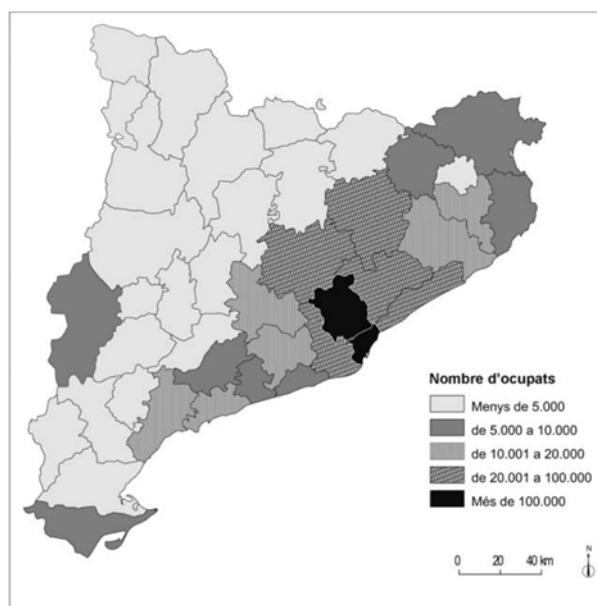 Nombre d'ocupats
Menys de 5.000
de 5.000 a 10.000
de 10.001 a 20.000
de 20.001 a 100.000
Més de 100.000
0 20 40 km
N